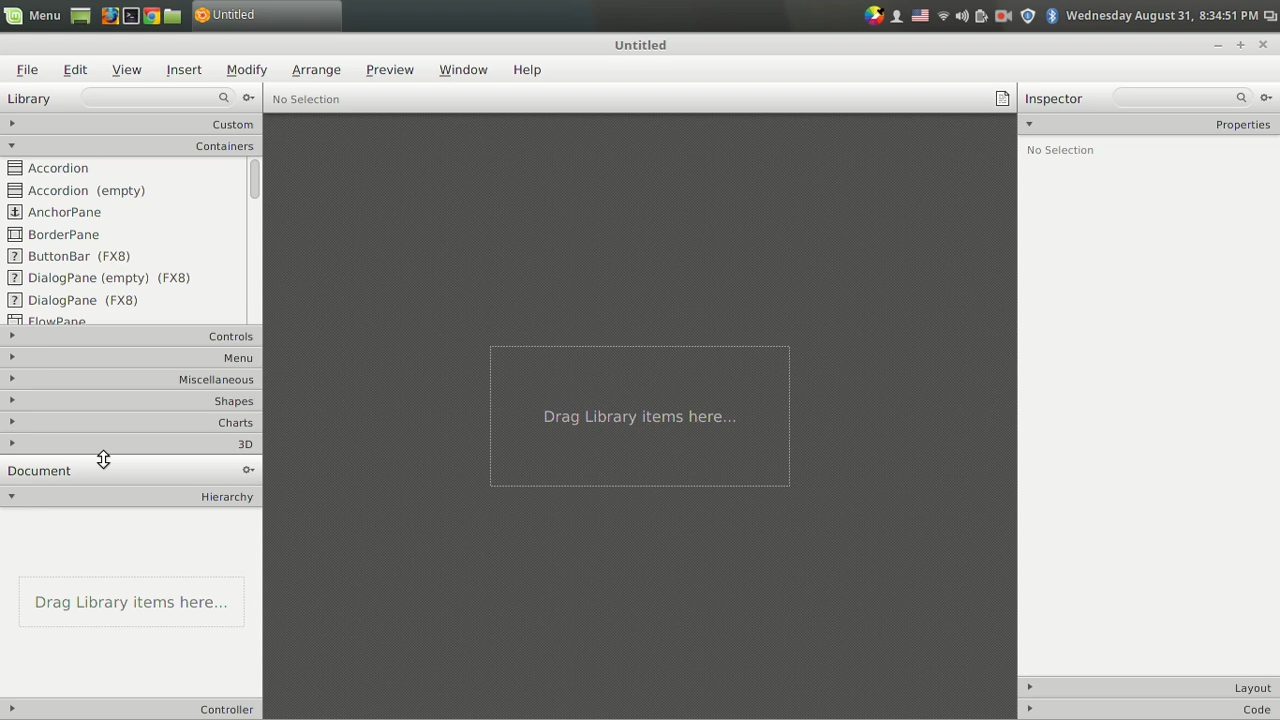 Menu
Untitled
Wednesday August 31, 8:34:51 PM
Untitled
File Edit View Insert Modify Arrange Preview Window Help
Library
No Selection
Inspector
Custom
Containers
Accordion
Accordion (empty)
AnchorPane
BorderPane
ButtonBar (FX8)
DialogPane (empty) (FX8)
DialogPane (FX8)
FlowPane
Controls
Menu
Miscellaneous
Shapes
Charts
3D
Document
Hierarchy
Drag Library items here...
Controller
Drag Library items here...
Properties
No Selection
Layout
Code